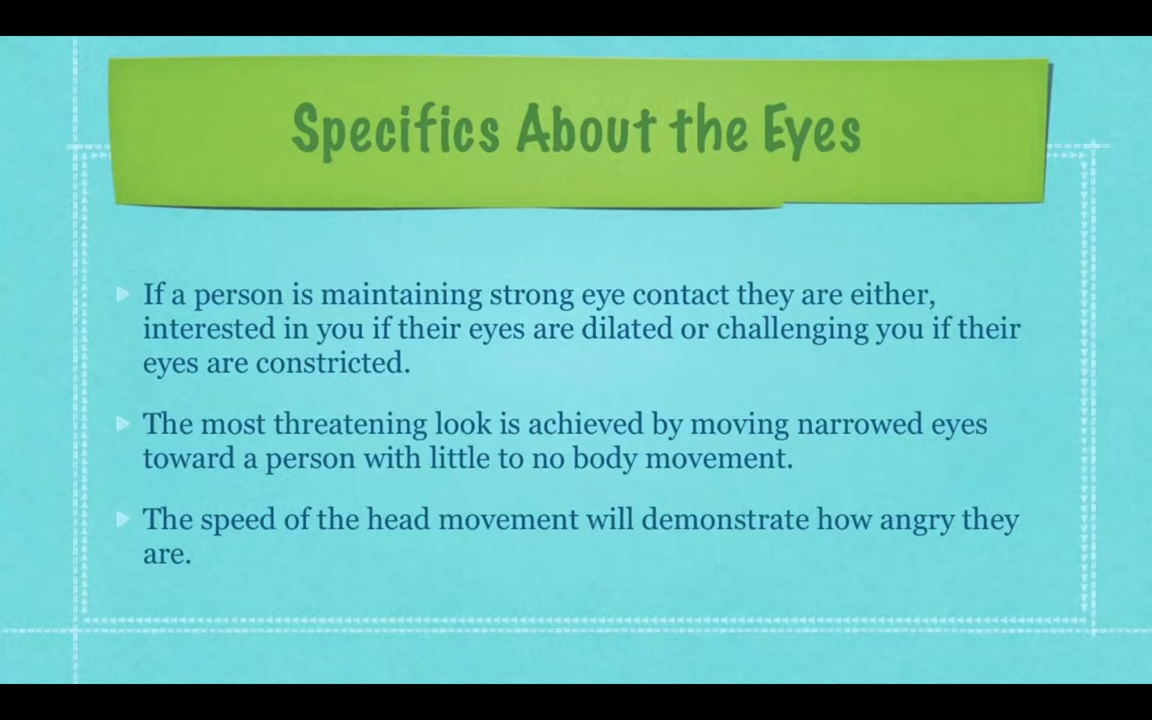 Specifics About the Eyes
If a person is maintaining strong eye contact they are either,
interested in you if their eyes are dilated or challenging you if their
eyes are constricted.
The most threatening look is achieved by moving narrowed eyes
toward a person with little to no body movement.
The speed of the head movement will demonstrate how angry they
are.